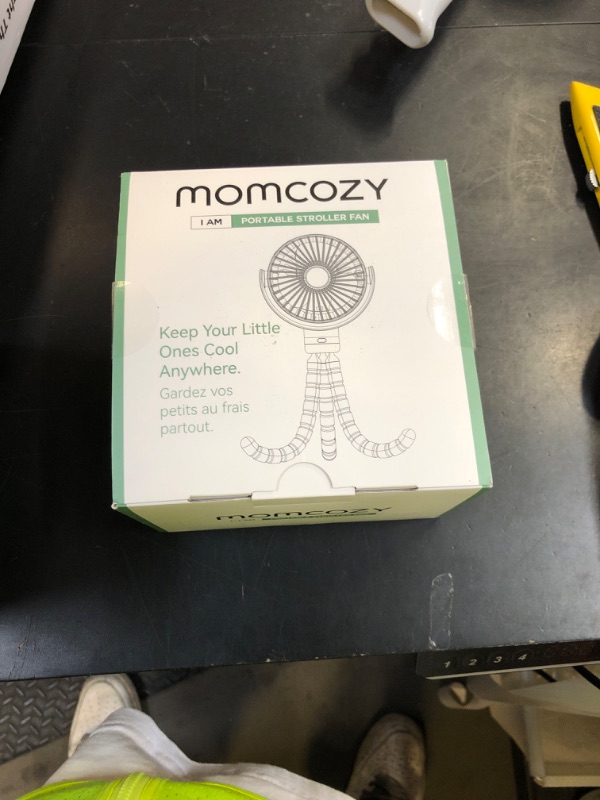 momcozy
I AM PORTABLE STROLLER FAN
Keep Your Little
Ones Cool
Anywhere.
Gardez vos
petits au frais
partout.
momcozy
1 2 3 4